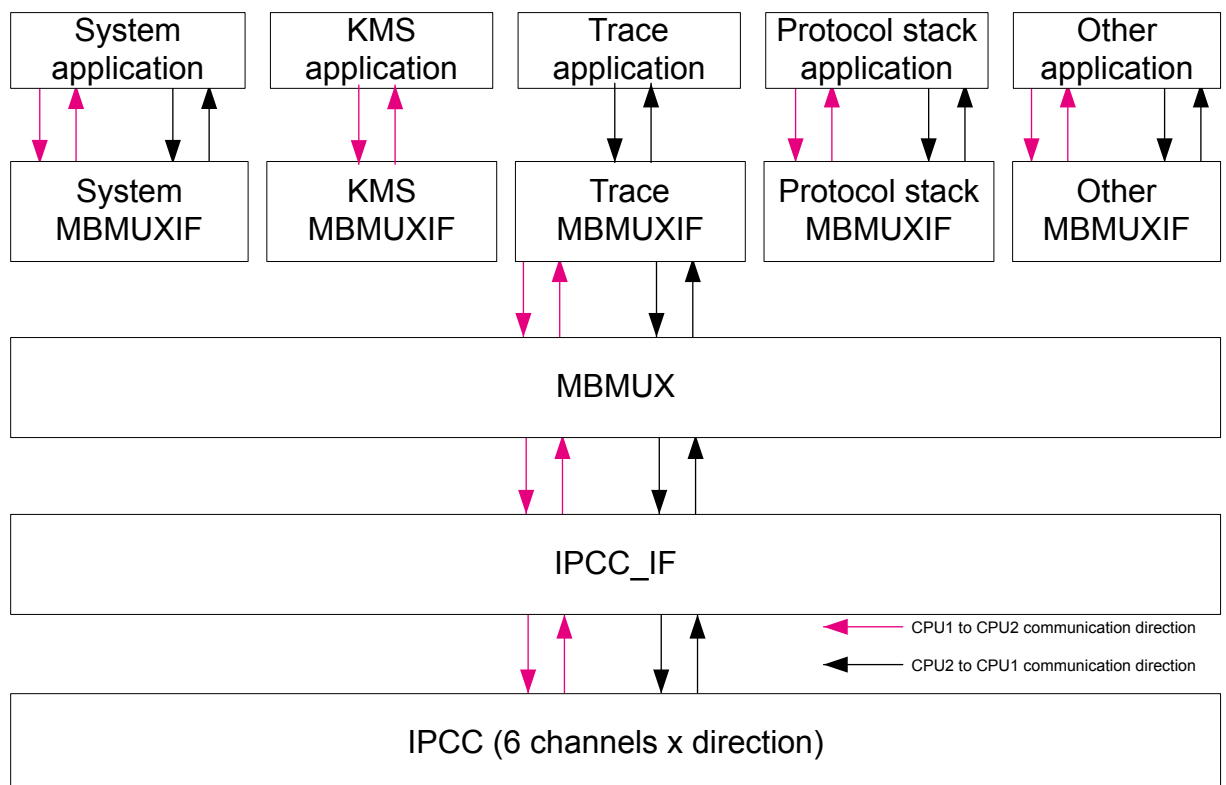 System
application
KMS
application
Trace
application
Protocol stack
application
Other
application
System
MBMUXIF
KMS
MBMUXIF
Trace
MBMUXIF
Protocol stack
MBMUXIF
Other
MBMUXIF
MBMUX
IPCC_IF
CPU1 to CPU2 communication direction
CPU2 to CPU1 communication direction
IPCC (6 channels x direction)